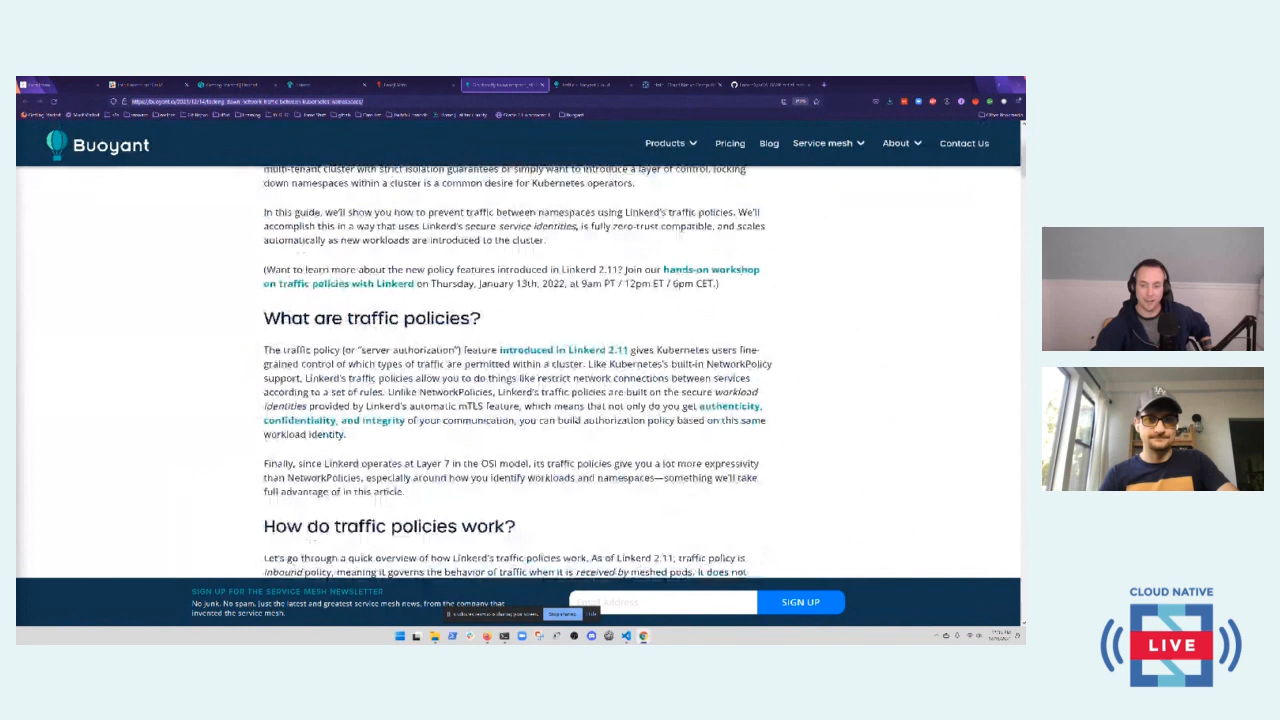 https://buoyant.io/2021/12/14/locking_down_network_traffic_between_kubernetes_namespaces/
Buoyant
Products
Pricing
Blog
Service mesh
About
Contact Us
multi-tenant cluster with strict isolation guarantees or simply want to introduce a layer of control, locking
down namespaces within a cluster is a common desire for Kubernetes operators.
In this guide, we'll show you how to prevent traffic between namespaces using Linkerd's traffic policies. We'll
accomplish this in a way that uses Linkerd's secure service identities, is fully zero-trust compatible, and scales
automatically as new workloads are introduced to the cluster.
(Want to learn more about the new policy features introduced in Linkerd 2.11? Join our hands-on workshop
on traffic policies with Linkerd on Thursday, January 13th, 2022, at 9am PT / 12pm ET / 6pm CET.)
What are traffic policies?
The traffic policy (or "server authorization") feature introduced in Linkerd 2.11 gives Kubernetes users fine-
grained control of which types of traffic are permitted within a cluster. Like Kubernetes's built-in NetworkPolicy
support, Linkerd's traffic policies allow you to do things like restrict network connections between services
according to a set of rules. Unlike NetworkPolicies, Linkerd's traffic policies are built on the secure workload
identities provided by Linkerd's automatic mTLS feature, which means that not only do you get authenticity,
confidentiality, and integrity of your communication, you can build authorization policy based on this same
workload identity.
Finally, since Linkerd operates at Layer 7 in the OSI model, its traffic policies give you a lot more expressivity
than NetworkPolicies, especially around how you identify workloads and namespaces—something we'll take
full advantage of in this article.
How do traffic policies work?
Let's go through a quick overview of how Linkerd's traffic policies work. As of Linkerd 2.11, traffic policy is
inbound policy, meaning it governs the behavior of traffic when it is received by meshed pods. It does not
SIGN UP FOR THE SERVICE MESH NEWSLETTER
No junk. No spam. Just the latest and greatest service mesh news, from the company that
invented the service mesh.
Email Address
SIGN UP
Stop sharing
Hide
CLOUD NATIVE
LIVE